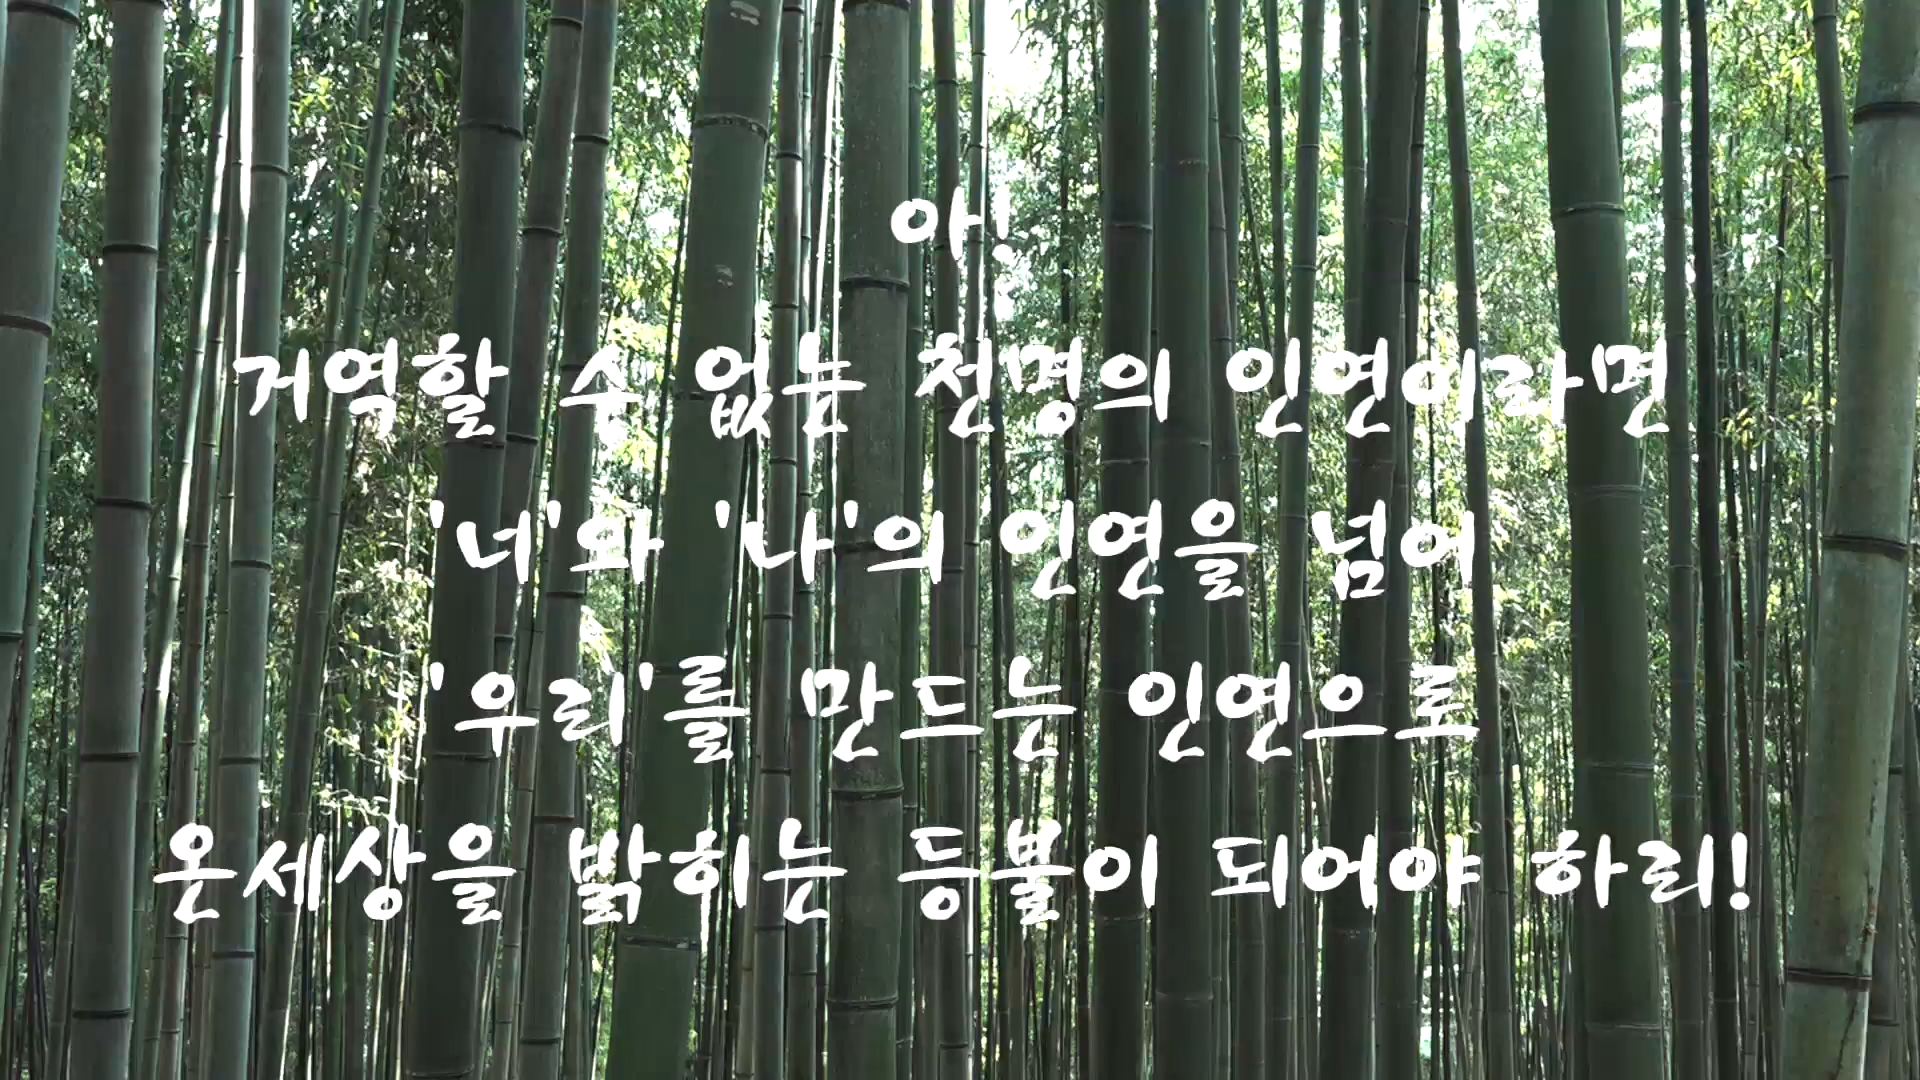 아!
거역할 수 없는 천명의 인연이라면
'너'와 '나'의 인연을 넘어
'우리'를 만드는 인연으로
온세상을 밝히는 등불이 되어야 하리!